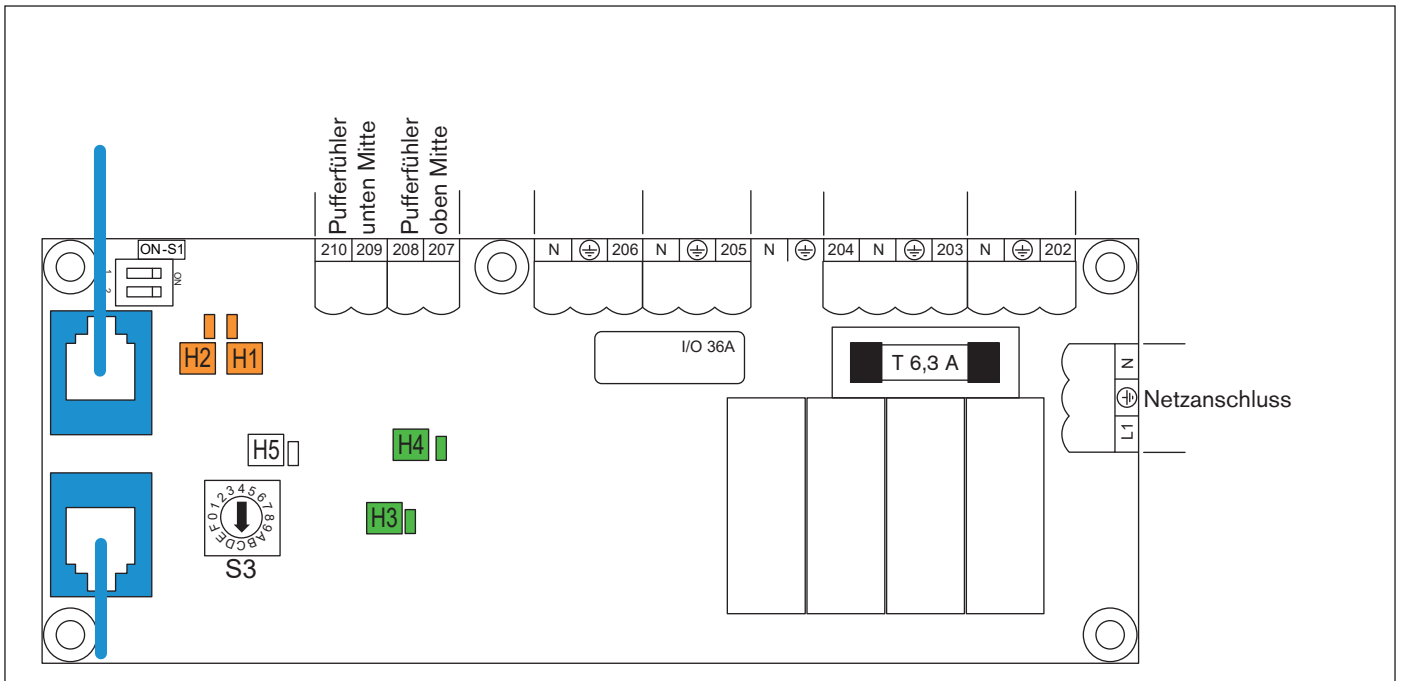 Pufferfühler
unten Mitte
Pufferfühler
oben Mitte
ON-S1
210 209 208 207
N 206 N 205 N 204 N 203 N 202
1
2
ON
H2 H1
I/O 36A
T 6,3 A
N
Netzanschluss
L1
H5
H4
H3
0 1 2 3 4 5 6 7 8 9 A B C D E F
S3